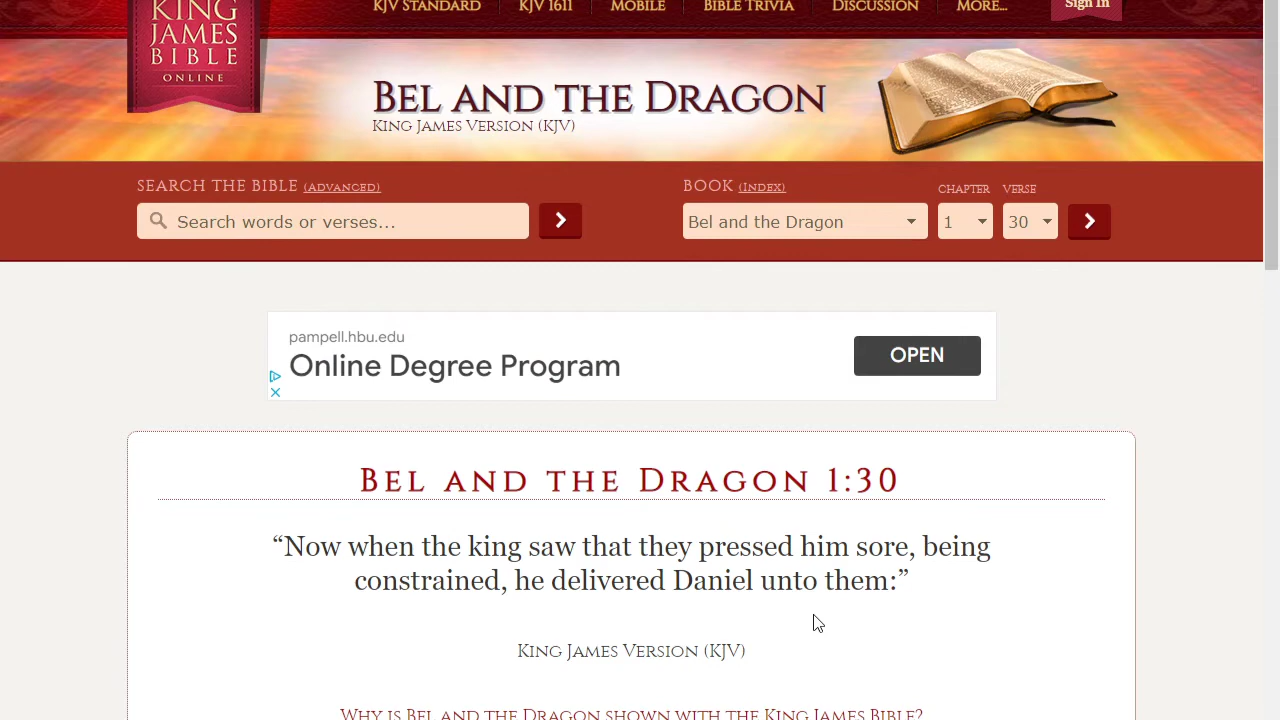 KING
JAMES
BIBLE
ONLINE
KJV STANDARD
KJV 1611
MOBILE
BIBLE TRIVIA
DISCUSSION
MORE...
Sign In
BEL AND THE DRAGON
KING JAMES VERSION (KJV)
SEARCH THE BIBLE (ADVANCED)
BOOK (INDEX)
CHAPTER
VERSE
Search words or verses...
Bel and the Dragon
1
30
pampell.hbu.edu
Online Degree Program
OPEN
BEL AND THE DRAGON 1:30
“Now when the king saw that they pressed him sore, being
constrained, he delivered Daniel unto them:”
KING JAMES VERSION (KJV)
WHY IS BEL AND THE DRAGON SHOWN WITH THE KING JAMES BIBLE?